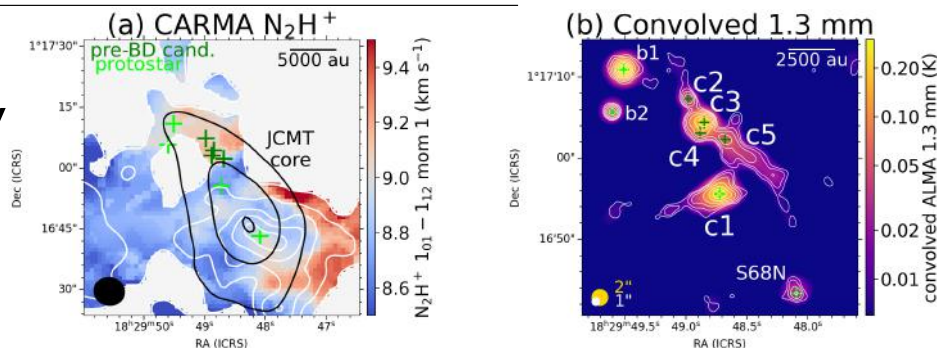 (a) CARMA N₂H⁺
pre-BD cand.
protostar
5000 au
JCMT
core
1°17'30"
15"
00"
16'45"
30"
Dec (ICRS)
18ʰ29ᵐ50ˢ
49ˢ
48ˢ
47ˢ
RA (ICRS)
9.4
9.2
9.0
8.8
8.6
N₂H⁺ 1₀₁ − 1₁₂ mom 1 (km s⁻¹)
(b) Convolved 1.3 mm
2500 au
b1
b2
c2
c3
c5
c4
c1
S68N
2"
1"
1°17'10"
00"
16'50"
Dec (ICRS)
18ʰ29ᵐ49.5ˢ
49.0ˢ
48.5ˢ
48.0ˢ
RA (ICRS)
0.20
0.10
0.05
0.02
0.01
convolved ALMA 1.3 mm (K)